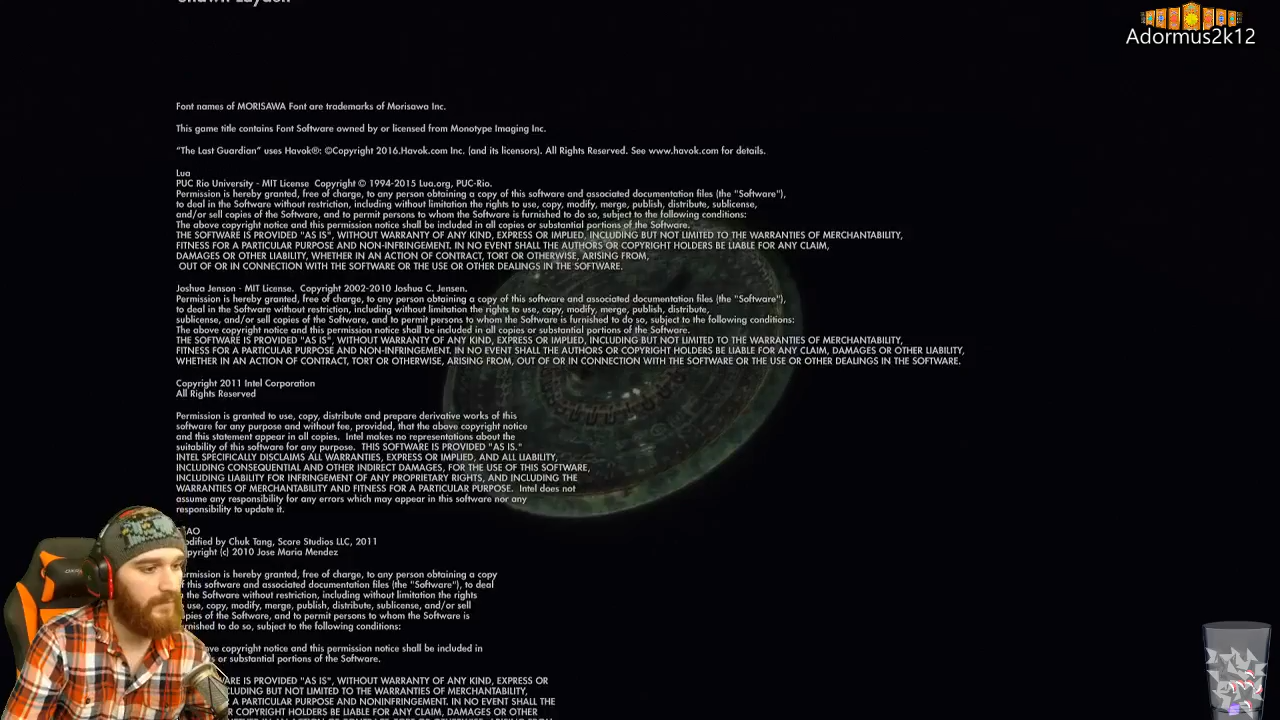 Adormus2k12
Font names of MORISAWA Font are trademarks of Morisawa Inc.
This game title contains Font Software owned by or licensed from Monotype Imaging Inc.
"The Last Guardian" uses Havok®: ©Copyright 2016.Havok.com Inc. (and its licensors). All Rights Reserved. See www.havok.com for details.
Lua
PUC Rio University - MIT License Copyright © 1994-2015 Lua.org, PUC-Rio.
Permission is hereby granted, free of charge, to any person obtaining a copy of this software and associated documentation files (the "Software"),
to deal in the Software without restriction, including without limitation the rights to use, copy, modify, merge, publish, distribute, sublicense,
and/or sell copies of the Software, and to permit persons to whom the Software is furnished to do so, subject to the following conditions:
The above copyright notice and this permission notice shall be included in all copies or substantial portions of the Software.
THE SOFTWARE IS PROVIDED "AS IS", WITHOUT WARRANTY OF ANY KIND, EXPRESS OR IMPLIED, INCLUDING BUT NOT LIMITED TO THE WARRANTIES OF MERCHANTABILITY,
FITNESS FOR A PARTICULAR PURPOSE AND NON-INFRINGEMENT. IN NO EVENT SHALL THE AUTHORS OR COPYRIGHT HOLDERS BE LIABLE FOR ANY CLAIM,
DAMAGES OR OTHER LIABILITY, WHETHER IN AN ACTION OF CONTRACT, TORT OR OTHERWISE, ARISING FROM,
OUT OF OR IN CONNECTION WITH THE SOFTWARE OR THE USE OR OTHER DEALINGS IN THE SOFTWARE.
Joshua Jenson - MIT License. Copyright 2002-2010 Joshua C. Jensen.
Permission is hereby granted, free of charge, to any person obtaining a copy of this software and associated documentation files (the "Software"),
to deal in the Software without restriction, including without limitation the rights to use, copy, modify, merge, publish, distribute,
sublicense, and/or sell copies of the Software, and to permit persons to whom the Software is furnished to do so, subject to the following conditions:
The above copyright notice and this permission notice shall be included in all copies or substantial portions of the Software.
THE SOFTWARE IS PROVIDED "AS IS", WITHOUT WARRANTY OF ANY KIND, EXPRESS OR IMPLIED, INCLUDING BUT NOT LIMITED TO THE WARRANTIES OF MERCHANTABILITY,
FITNESS FOR A PARTICULAR PURPOSE AND NON-INFRINGEMENT. IN NO EVENT SHALL THE AUTHORS OR COPYRIGHT HOLDERS BE LIABLE FOR ANY CLAIM, DAMAGES OR OTHER LIABILITY,
WHETHER IN AN ACTION OF CONTRACT, TORT OR OTHERWISE, ARISING FROM, OUT OF OR IN CONNECTION WITH THE SOFTWARE OR THE USE OR OTHER DEALINGS IN THE SOFTWARE.
Copyright 2011 Intel Corporation
All Rights Reserved
Permission is granted to use, copy, distribute and prepare derivative works of this
software for any purpose and without fee, provided, that the above copyright notice
and this statement appear in all copies. Intel makes no representations about the
suitability of this software for any purpose. THIS SOFTWARE IS PROVIDED "AS IS."
INTEL SPECIFICALLY DISCLAIMS ALL WARRANTIES, EXPRESS OR IMPLIED, AND ALL LIABILITY,
INCLUDING CONSEQUENTIAL AND OTHER INDIRECT DAMAGES, FOR THE USE OF THIS SOFTWARE,
INCLUDING LIABILITY FOR INFRINGEMENT OF ANY PROPRIETARY RIGHTS, AND INCLUDING THE
WARRANTIES OF MERCHANTABILITY AND FITNESS FOR A PARTICULAR PURPOSE. Intel does not
assume any responsibility for any errors which may appear in this software nor any
responsibility to update it.
by Chuk Tang, Score Studios LLC, 2011
(c) 2010 Jose Maria Mendez
is hereby granted, free of charge, to any person obtaining a copy
this software and associated documentation files (the "Software"), to deal
the Software without restriction, including without limitation the rights
use, copy, modify, merge, publish, distribute, sublicense, and/or sell
of the Software, and to permit persons to whom the Software is
to do so, subject to the following conditions:
copyright notice and this permission notice shall be included in
or substantial portions of the Software.
IS PROVIDED "AS IS", WITHOUT WARRANTY OF ANY KIND, EXPRESS OR
BUT NOT LIMITED TO THE WARRANTIES OF MERCHANTABILITY,
A PARTICULAR PURPOSE AND NONINFRINGEMENT. IN NO EVENT SHALL THE
COPYRIGHT HOLDERS BE LIABLE FOR ANY CLAIM, DAMAGES OR OTHER